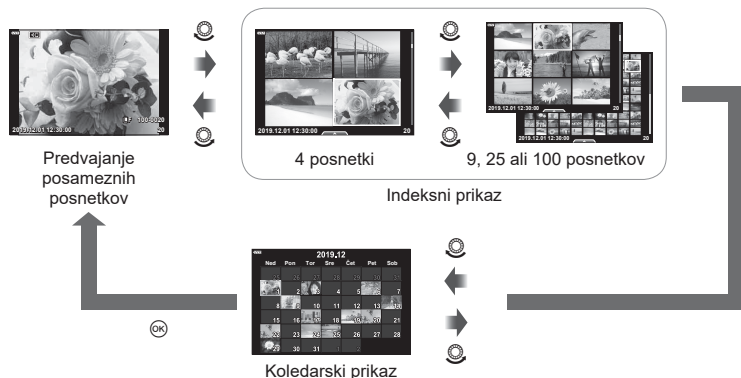 2019.12.01 12:30:00
100-0020
20
Predvajanje
posameznih
posnetkov
2019.12.01 12:30:00 20
4 posnetki
2019.12.01 12:30:00 20
20
9, 25 ali 100 posnetkov
Indeksni prikaz
2019.12
Ned Pon Tor Sre Čet Pet Sob
1 2 3 4 5 6 7
8 9 10 11 12 13 14
15 16 17 18 19 20 21
22 23 24 25 26 27 28
29 30 31
OK
Koledarski prikaz